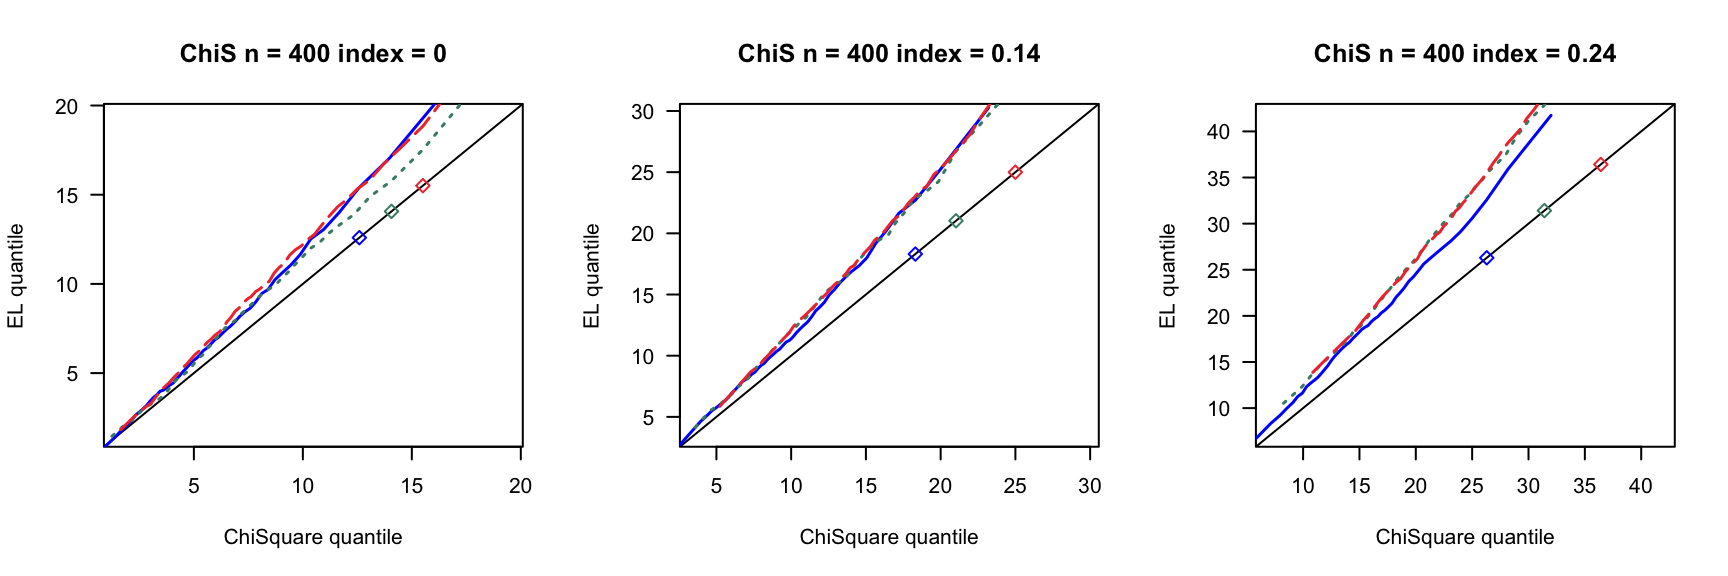 ChiS n = 400 index = 0
20
15
10
5
EL quantile
5 10 15 20
ChiSquare quantile
ChiS n = 400 index = 0.14
30
25
20
15
10
5
EL quantile
5 10 15 20 25 30
ChiSquare quantile
ChiS n = 400 index = 0.24
40
35
30
25
20
15
10
EL quantile
10 15 20 25 30 35 40
ChiSquare quantile